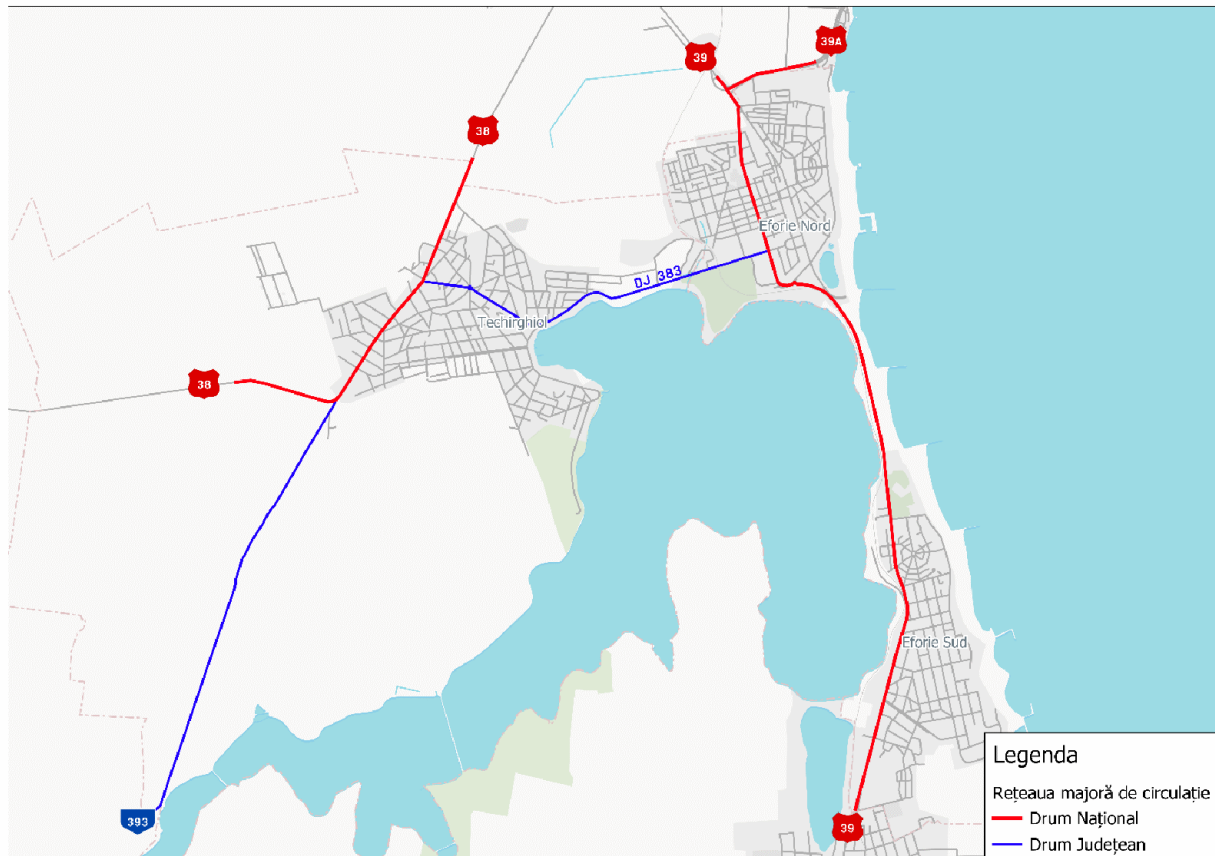 39A
39
38
Eforie Nord
DJ 383
Techirghiol
38
Eforie Sud
Legenda
Rețeaua majoră de circulație
Drum Național
Drum Județean
393
39